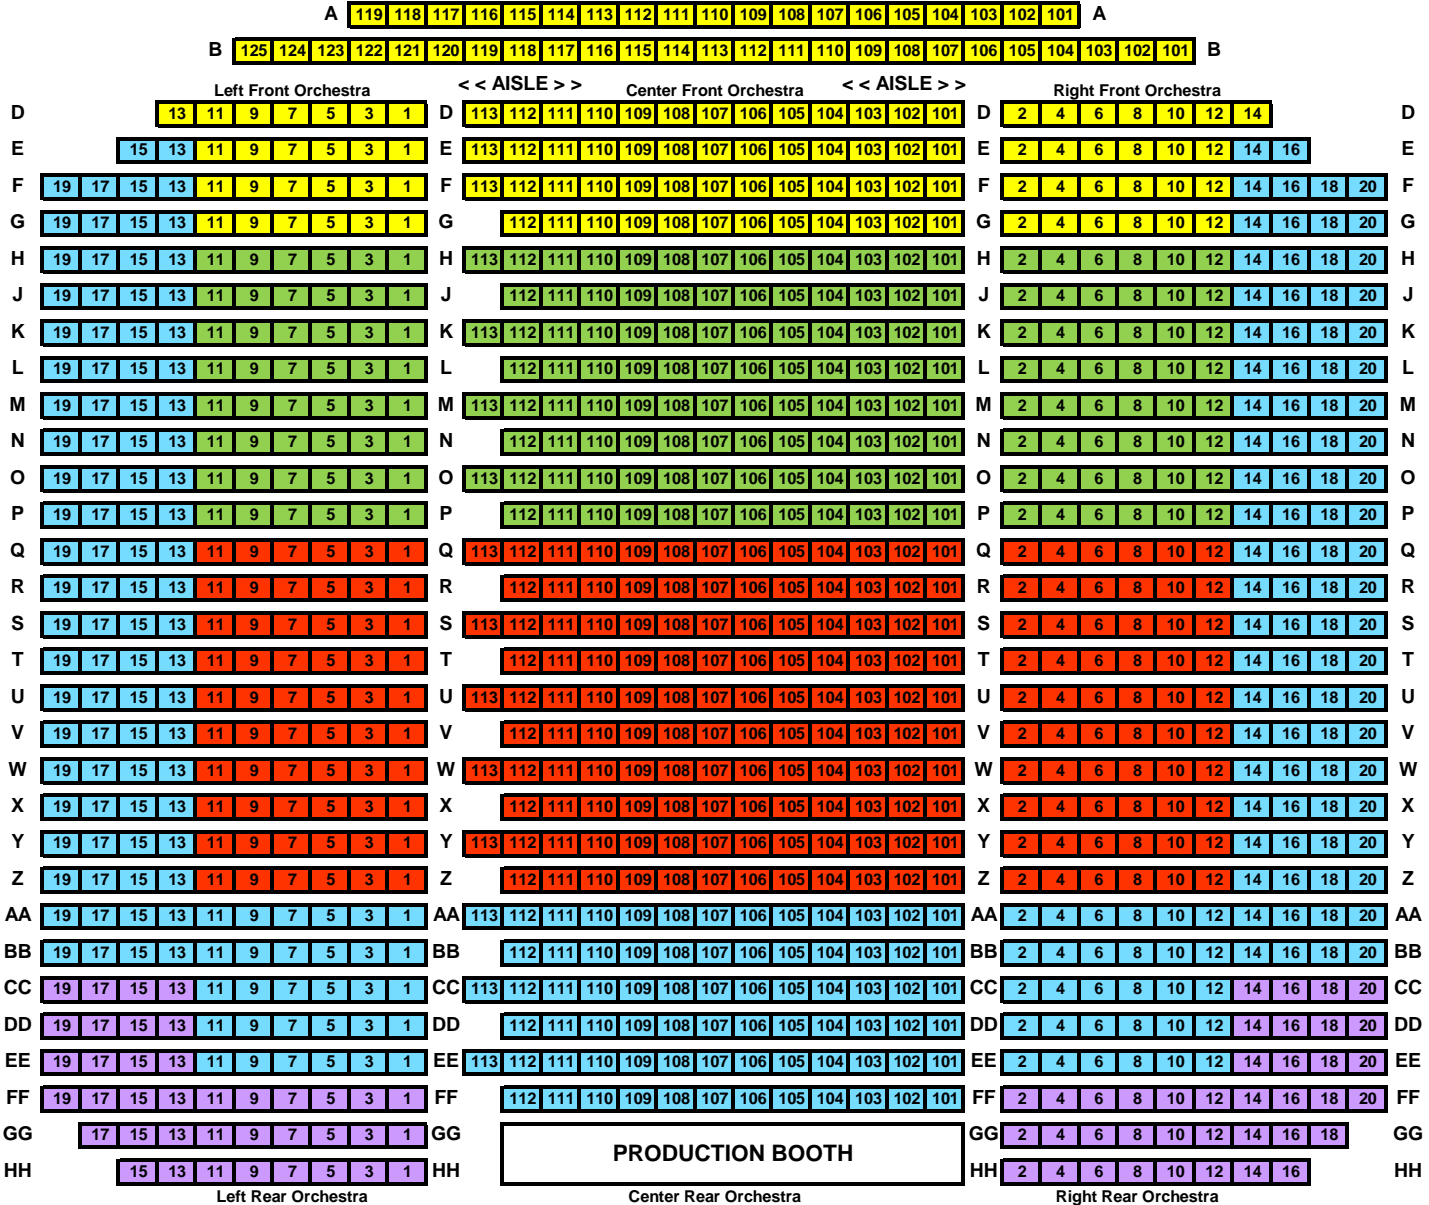 A 119 118 117 116 115 114 113 112 111 110 109 108 107 106 105 104 103 102 101 A
B 125 124 123 122 121 120 119 118 117 116 115 114 113 112 111 110 109 108 107 106 105 104 103 102 101 B
Left Front Orchestra < < AISLE > > Center Front Orchestra < < AISLE > > Right Front Orchestra
D 13 11 9 7 5 3 1 D 113 112 111 110 109 108 107 106 105 104 103 102 101 D 2 4 6 8 10 12 14 D
E 15 13 11 9 7 5 3 1 E 113 112 111 110 109 108 107 106 105 104 103 102 101 E 2 4 6 8 10 12 14 16 E
F 19 17 15 13 11 9 7 5 3 1 F 113 112 111 110 109 108 107 106 105 104 103 102 101 F 2 4 6 8 10 12 14 16 18 20 F
G 19 17 15 13 11 9 7 5 3 1 G 112 111 110 109 108 107 106 105 104 103 102 101 G 2 4 6 8 10 12 14 16 18 20 G
H 19 17 15 13 11 9 7 5 3 1 H 113 112 111 110 109 108 107 106 105 104 103 102 101 H 2 4 6 8 10 12 14 16 18 20 H
J 19 17 15 13 11 9 7 5 3 1 J 112 111 110 109 108 107 106 105 104 103 102 101 J 2 4 6 8 10 12 14 16 18 20 J
K 19 17 15 13 11 9 7 5 3 1 K 113 112 111 110 109 108 107 106 105 104 103 102 101 K 2 4 6 8 10 12 14 16 18 20 K
L 19 17 15 13 11 9 7 5 3 1 L 112 111 110 109 108 107 106 105 104 103 102 101 L 2 4 6 8 10 12 14 16 18 20 L
M 19 17 15 13 11 9 7 5 3 1 M 113 112 111 110 109 108 107 106 105 104 103 102 101 M 2 4 6 8 10 12 14 16 18 20 M
N 19 17 15 13 11 9 7 5 3 1 N 112 111 110 109 108 107 106 105 104 103 102 101 N 2 4 6 8 10 12 14 16 18 20 N
O 19 17 15 13 11 9 7 5 3 1 O 113 112 111 110 109 108 107 106 105 104 103 102 101 O 2 4 6 8 10 12 14 16 18 20 O
P 19 17 15 13 11 9 7 5 3 1 P 112 111 110 109 108 107 106 105 104 103 102 101 P 2 4 6 8 10 12 14 16 18 20 P
Q 19 17 15 13 11 9 7 5 3 1 Q 113 112 111 110 109 108 107 106 105 104 103 102 101 Q 2 4 6 8 10 12 14 16 18 20 Q
R 19 17 15 13 11 9 7 5 3 1 R 112 111 110 109 108 107 106 105 104 103 102 101 R 2 4 6 8 10 12 14 16 18 20 R
S 19 17 15 13 11 9 7 5 3 1 S 113 112 111 110 109 108 107 106 105 104 103 102 101 S 2 4 6 8 10 12 14 16 18 20 S
T 19 17 15 13 11 9 7 5 3 1 T 112 111 110 109 108 107 106 105 104 103 102 101 T 2 4 6 8 10 12 14 16 18 20 T
U 19 17 15 13 11 9 7 5 3 1 U 113 112 111 110 109 108 107 106 105 104 103 102 101 U 2 4 6 8 10 12 14 16 18 20 U
V 19 17 15 13 11 9 7 5 3 1 V 112 111 110 109 108 107 106 105 104 103 102 101 V 2 4 6 8 10 12 14 16 18 20 V
W 19 17 15 13 11 9 7 5 3 1 W 113 112 111 110 109 108 107 106 105 104 103 102 101 W 2 4 6 8 10 12 14 16 18 20 W
X 19 17 15 13 11 9 7 5 3 1 X 112 111 110 109 108 107 106 105 104 103 102 101 X 2 4 6 8 10 12 14 16 18 20 X
Y 19 17 15 13 11 9 7 5 3 1 Y 113 112 111 110 109 108 107 106 105 104 103 102 101 Y 2 4 6 8 10 12 14 16 18 20 Y
Z 19 17 15 13 11 9 7 5 3 1 Z 112 111 110 109 108 107 106 105 104 103 102 101 Z 2 4 6 8 10 12 14 16 18 20 Z
AA 19 17 15 13 11 9 7 5 3 1 AA 113 112 111 110 109 108 107 106 105 104 103 102 101 AA 2 4 6 8 10 12 14 16 18 20 AA
BB 19 17 15 13 11 9 7 5 3 1 BB 112 111 110 109 108 107 106 105 104 103 102 101 BB 2 4 6 8 10 12 14 16 18 20 BB
CC 19 17 15 13 11 9 7 5 3 1 CC 113 112 111 110 109 108 107 106 105 104 103 102 101 CC 2 4 6 8 10 12 14 16 18 20 CC
DD 19 17 15 13 11 9 7 5 3 1 DD 112 111 110 109 108 107 106 105 104 103 102 101 DD 2 4 6 8 10 12 14 16 18 20 DD
EE 19 17 15 13 11 9 7 5 3 1 EE 113 112 111 110 109 108 107 106 105 104 103 102 101 EE 2 4 6 8 10 12 14 16 18 20 EE
FF 19 17 15 13 11 9 7 5 3 1 FF 112 111 110 109 108 107 106 105 104 103 102 101 FF 2 4 6 8 10 12 14 16 18 20 FF
GG 17 15 13 11 9 7 5 3 1 GG GG 2 4 6 8 10 12 14 16 18 GG
PRODUCTION BOOTH
HH 15 13 11 9 7 5 3 1 HH HH 2 4 6 8 10 12 14 16 HH
Left Rear Orchestra Center Rear Orchestra Right Rear Orchestra